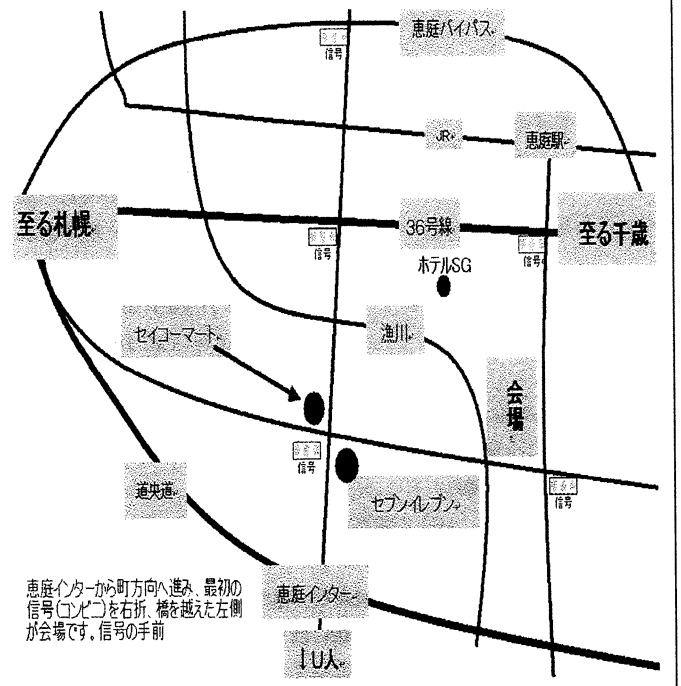 恵庭バイパス
信号
JR
恵庭駅
至る札幌
36号線
至る千歳
信号
信号
ホテルSG
セイコーマート
漁川
会場
信号
道央道
セブンイレブン
信号
恵庭インター
恵庭インターから町方向へ進み、最初の
信号(コンビニ)を右折、橋を越えた左側
が会場です。信号の手前